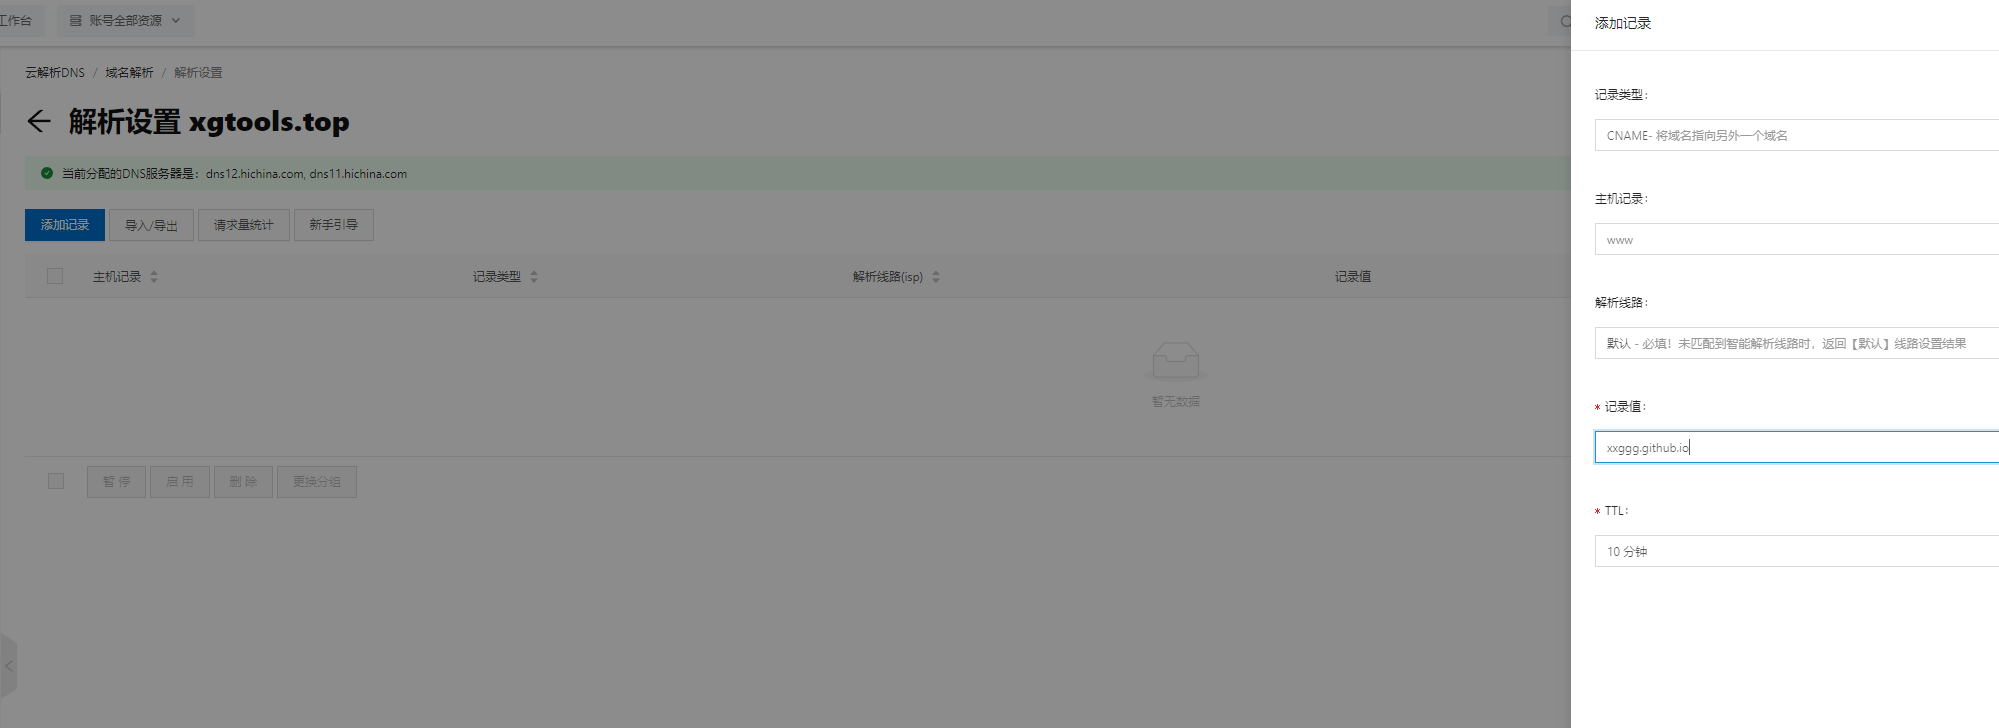 工作台 账号全部资源
云解析DNS / 域名解析 / 解析设置
解析设置 xgtools.top
当前分配的DNS服务器是：dns12.hichina.com, dns11.hichina.com
添加记录 导入/导出 请求量统计 新手引导
主机记录 记录类型 解析线路(isp) 记录值
暂无数据
暂 停 启 用 删 除 更换分组
添加记录
记录类型：
CNAME- 将域名指向另外一个域名
主机记录：
www
解析线路：
默认 - 必填！未匹配到智能解析线路时，返回【默认】线路设置结果
* 记录值：
xxggg.github.io
* TTL：
10 分钟